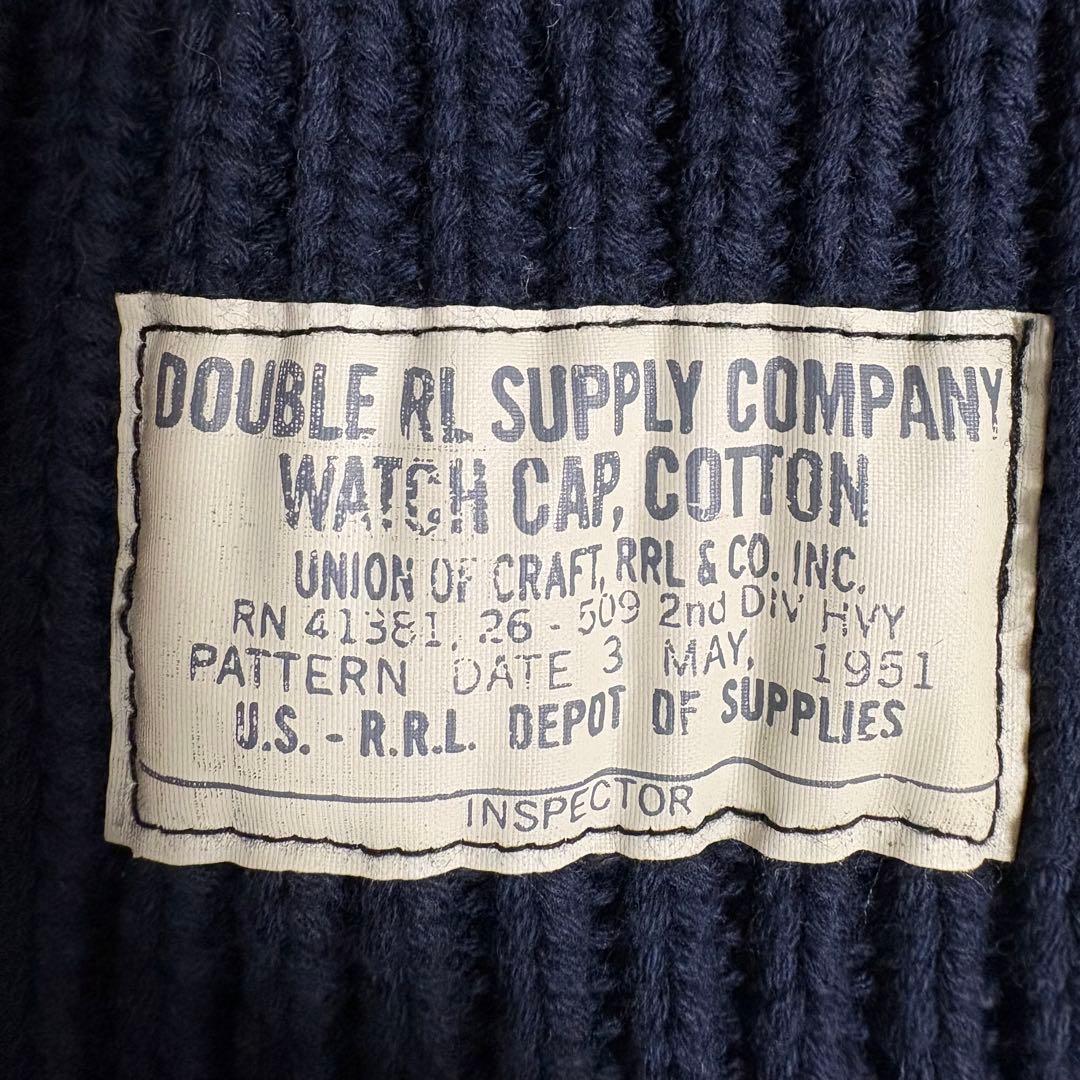 DOUBLE RL SUPPLY COMPANY
WATCH CAP, COTTON
UNION OF CRAFT, RRL & CO. INC.
RN 41381, 26 - 509 2nd DiV HVY
PATTERN DATE 3 MAY, 1951
U.S. - R.R.L. DEPOT OF SUPPLIES
INSPECTOR